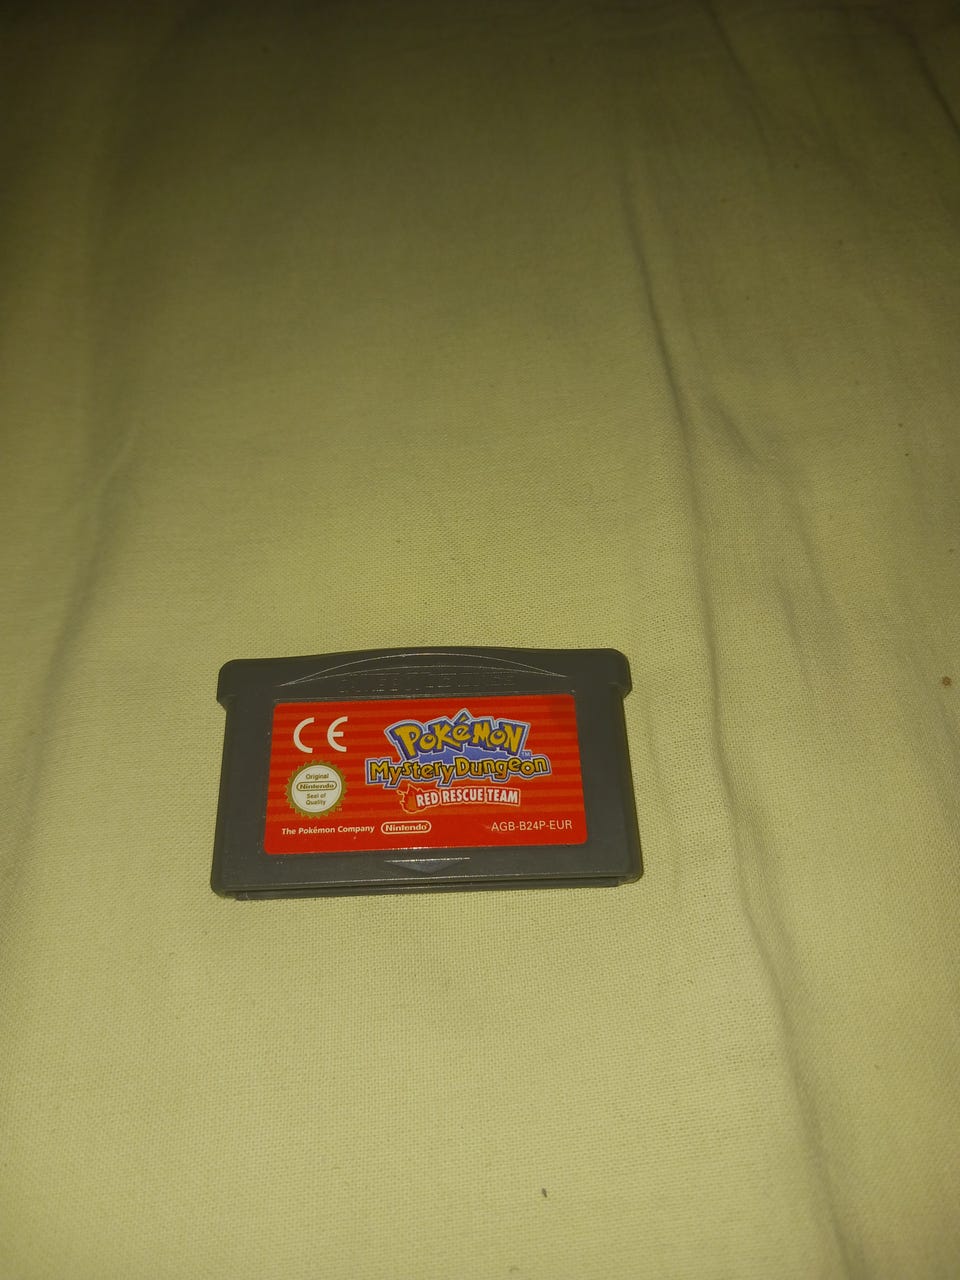 CE
POKéMON
Mystery Dungeon
RED RESCUE TEAM
Original
Nintendo
Seal of
Quality
The Pokémon Company Nintendo AGB-B24P-EUR